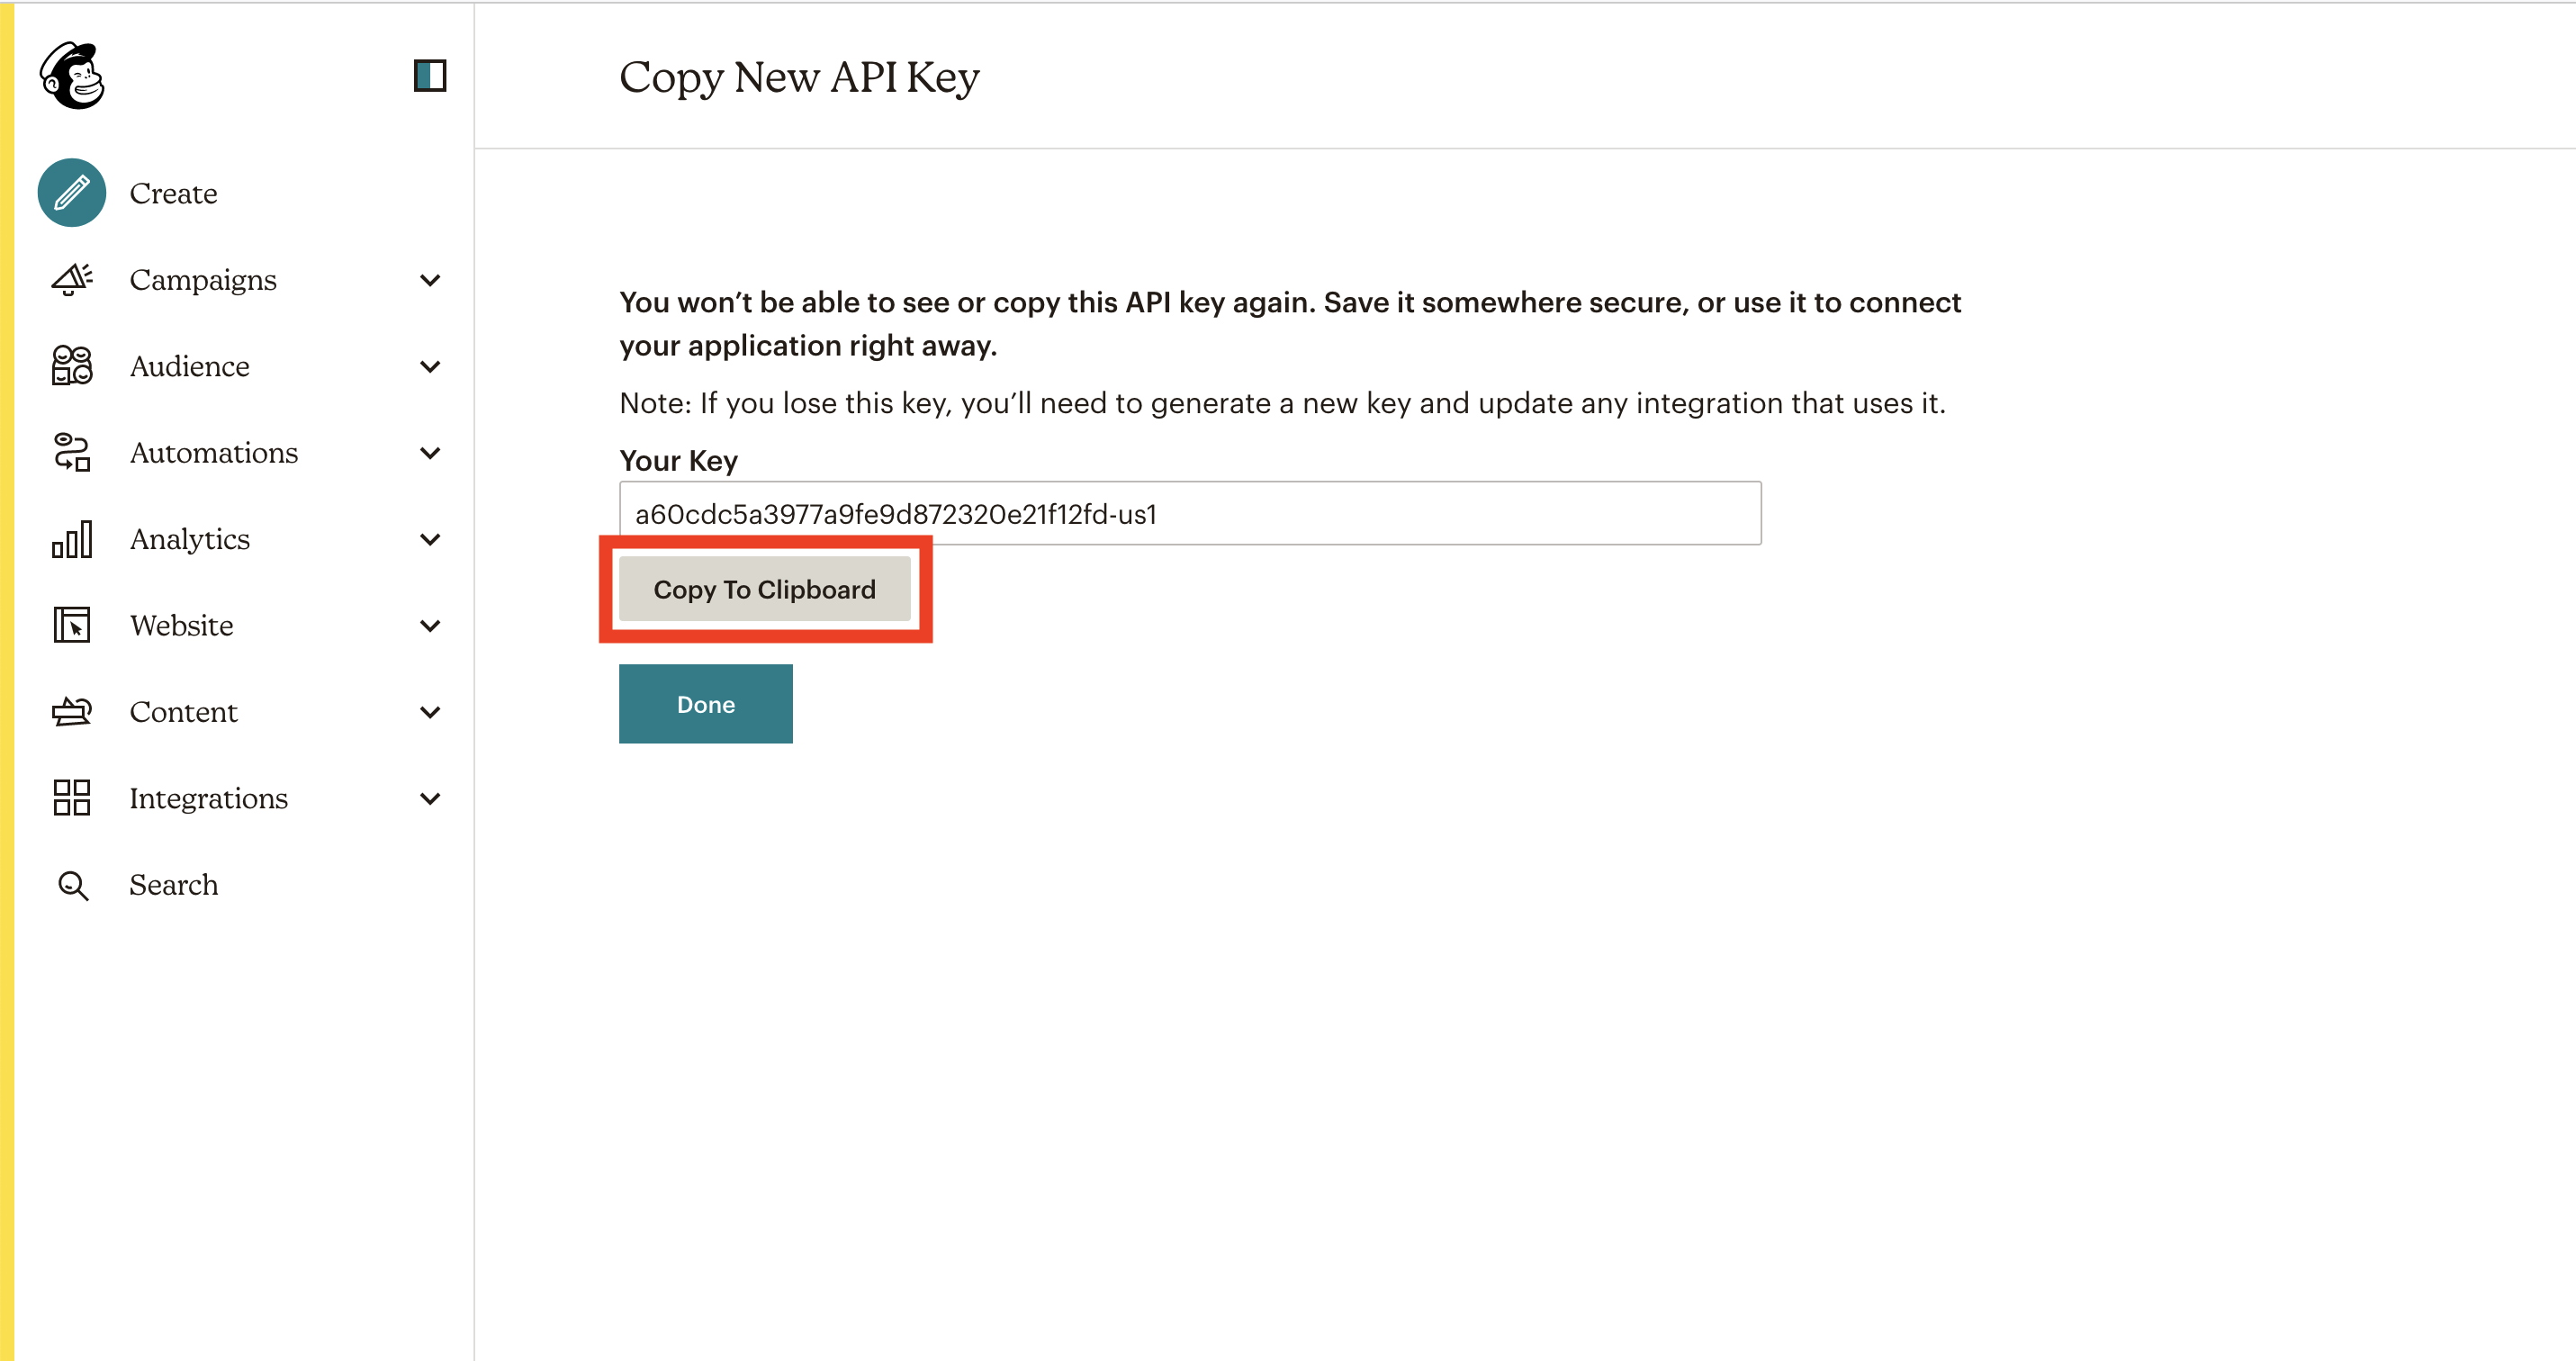 Copy New API Key
Create
Campaigns
Audience
Automations
Analytics
Website
Content
Integrations
Search
You won’t be able to see or copy this API key again. Save it somewhere secure, or use it to connect
your application right away.
Note: If you lose this key, you’ll need to generate a new key and update any integration that uses it.
Your Key
a60cdc5a3977a9fe9d872320e21f12fd-us1
Copy To Clipboard
Done